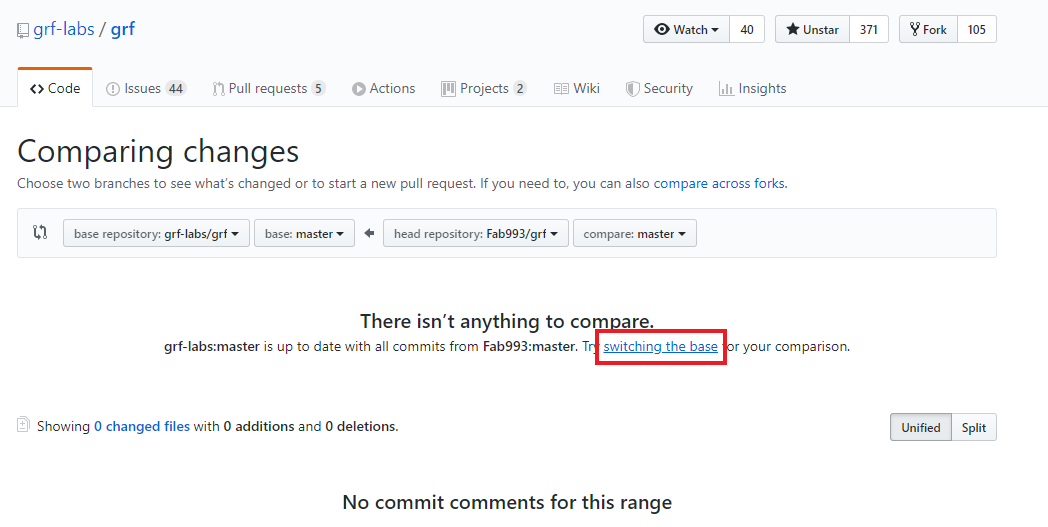 grf-labs / grf Watch 40 Unstar 371 Fork 105
Code Issues 44 Pull requests 5 Actions Projects 2 Wiki Security Insights
Comparing changes
Choose two branches to see what's changed or to start a new pull request. If you need to, you can also compare across forks.
base repository: grf-labs/grf base: master head repository: Fab993/grf compare: master
There isn't anything to compare.
grf-labs:master is up to date with all commits from Fab993:master. Try switching the base for your comparison.
Showing 0 changed files with 0 additions and 0 deletions. Unified Split
No commit comments for this range